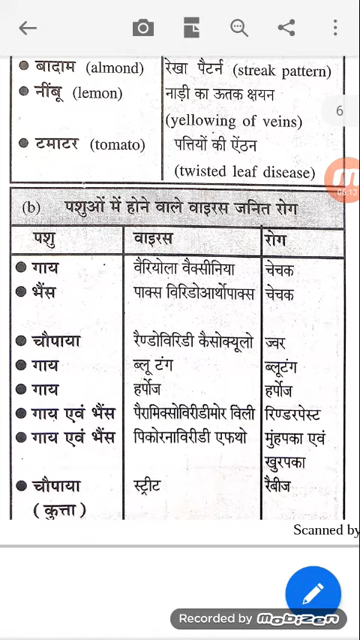 बादाम (almond) रेखा पैटर्न (streak pattern)
नींबू (lemon) नाड़ी का ऊतक क्षयन
(yellowing of veins)
6
टमाटर (tomato) पत्तियों की ऐंठन
(twisted leaf disease)
(b) पशुओं में होने वाले वाइरस जनित रोग
पशु वाइरस रोग
गाय वैरियोला वैक्सीनिया चेचक
भैंस पाक्स विरिडोआर्थोपाक्स चेचक
चौपाया रैण्डोविरिडी कैसोक्यूलो ज्वर
गाय ब्लू टंग ब्लूटंग
गाय हर्पोज हर्पोज
गाय एवं भैंस पैरामिक्सोविरीडीमोर विली रिण्डरपेस्ट
गाय एवं भैंस पिकोरनाविरीडी एफथो मुंहपका एवं
खुरपका
चौपाया स्ट्रीट रैबीज
(कुत्ता)
Scanned by
Recorded by
MOBIZEN